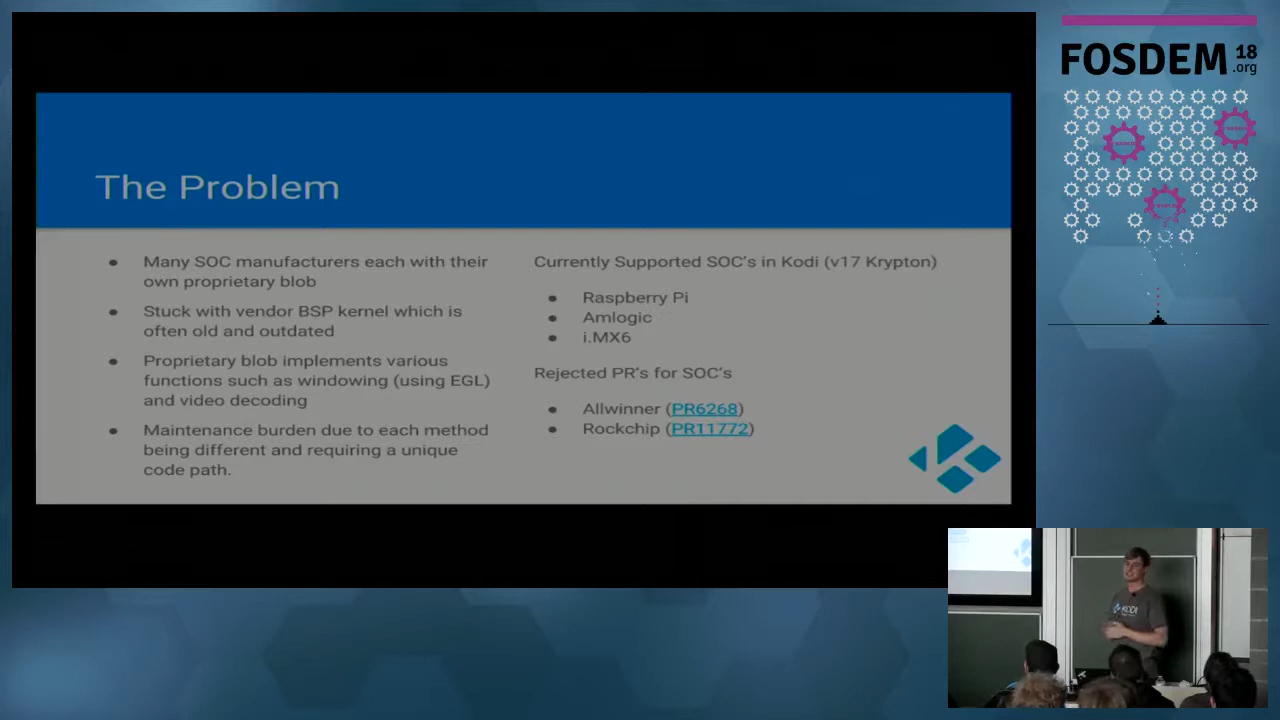 The Problem
Many SOC manufacturers each with their
own proprietary blob
Stuck with vendor BSP kernel which is
often old and outdated
Proprietary blob implements various
functions such as windowing (using EGL)
and video decoding
Maintenance burden due to each method
being different and requiring a unique
code path.
Currently Supported SOC's in Kodi (v17 Krypton)
Raspberry Pi
Amlogic
i.MX6
Rejected PR's for SOC's
Allwinner (PR6268)
Rockchip (PR11772)
FOSDEM 18
.org
KODI